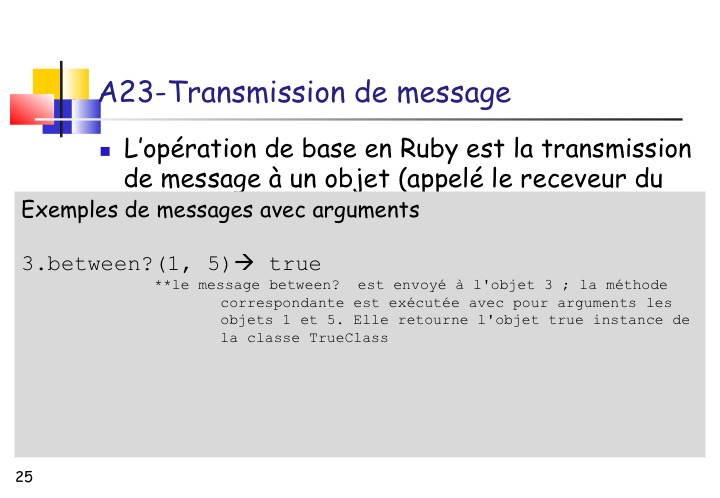 A23-Transmission de message
L’opération de base en Ruby est la transmission
de message à un objet (appelé le receveur du
Exemples de messages avec arguments
3.between?(1, 5)→ true
**le message between?  est envoyé à l'objet 3 ; la méthode
correspondante est exécutée avec pour arguments les
objets 1 et 5. Elle retourne l'objet true instance de
la classe TrueClass
25